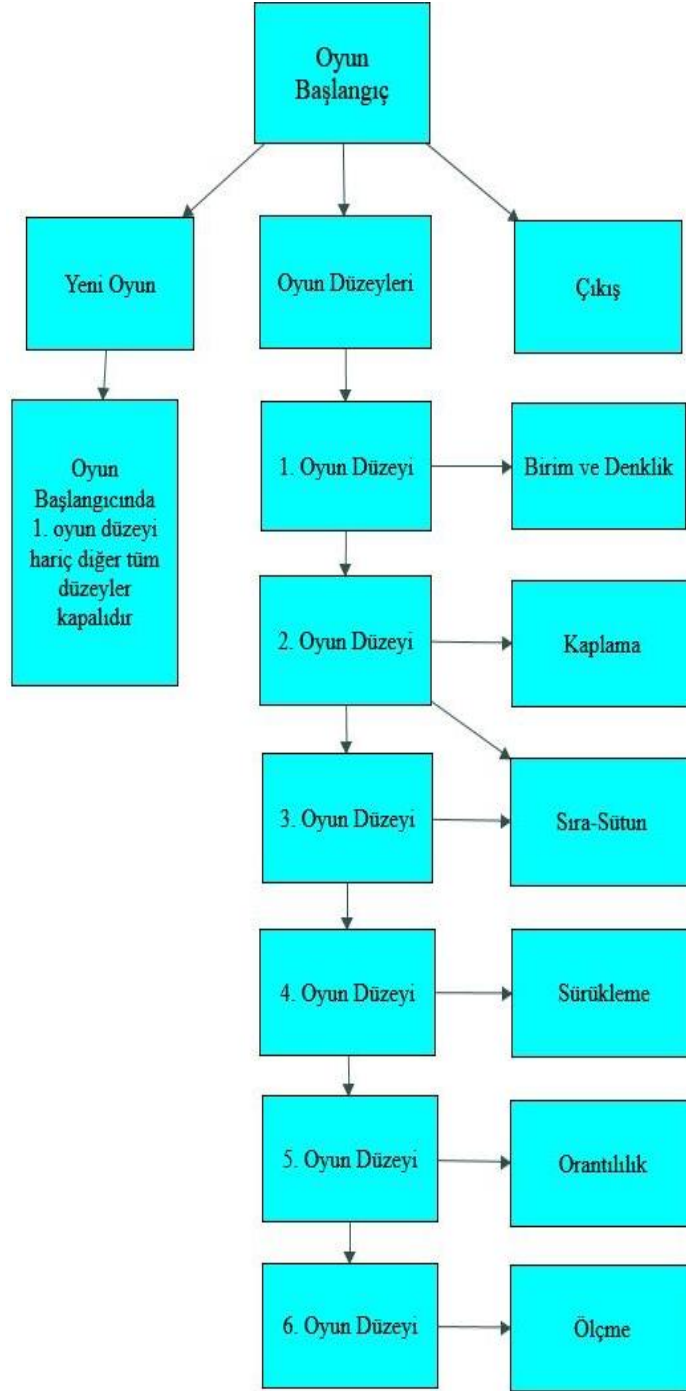 Oyun
Başlangıç
Yeni Oyun
Oyun Düzeyleri
Çıkış
Oyun
Başlangıcında
1. oyun düzeyi
hariç diğer tüm
düzeyler
kapalıdır
1. Oyun Düzeyi
Birim ve Denklik
2. Oyun Düzeyi
Kaplama
3. Oyun Düzeyi
Sıra-Sütun
4. Oyun Düzeyi
Sürükleme
5. Oyun Düzeyi
Orantılılık
6. Oyun Düzeyi
Ölçme